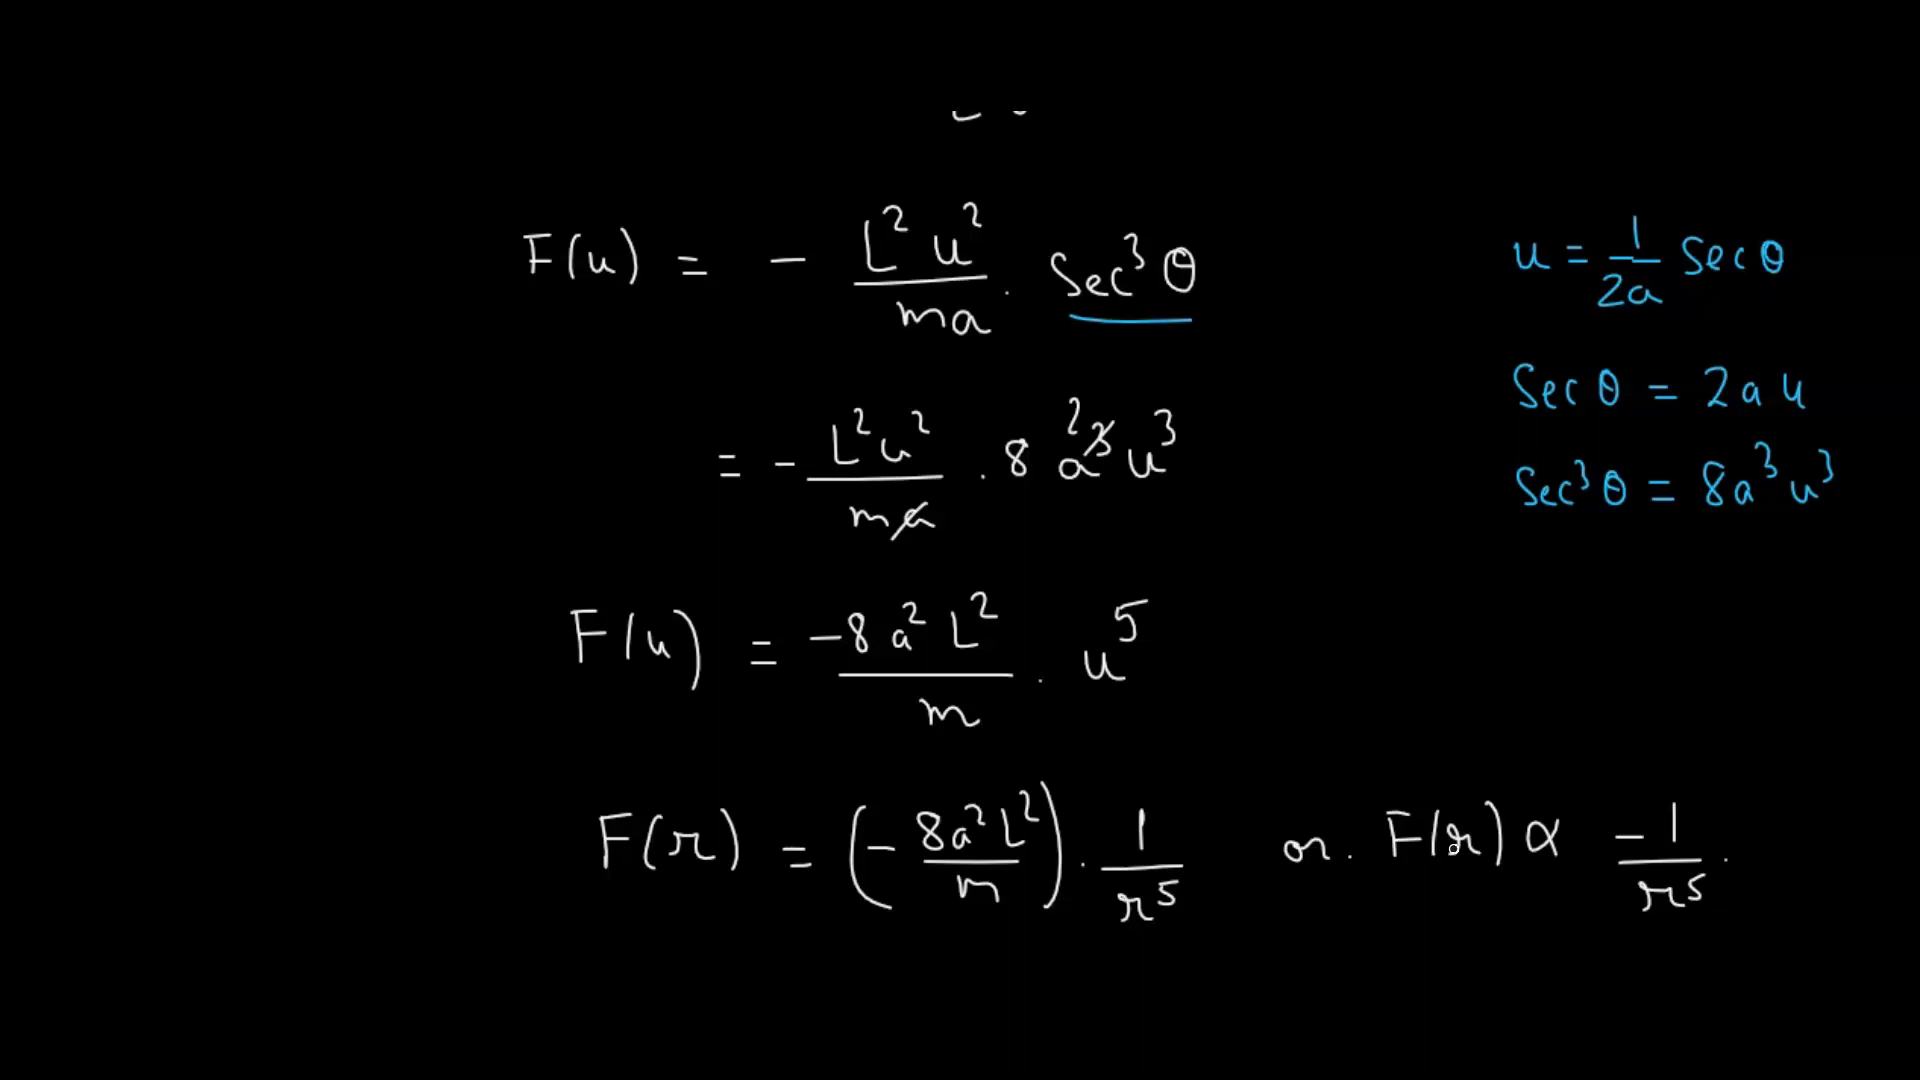 F(u) = - L²u²/ma . Sec³θ
u = 1/2a Secθ
Secθ = 2au
= - L²u²/ma . 8 a³ ² u³
Sec³θ = 8a³u³
F(u) = -8a²L²/m . u⁵
F(r) = (- 8a²L²/m) . 1/r⁵ or. F(r) ∝ -1/r⁵ .